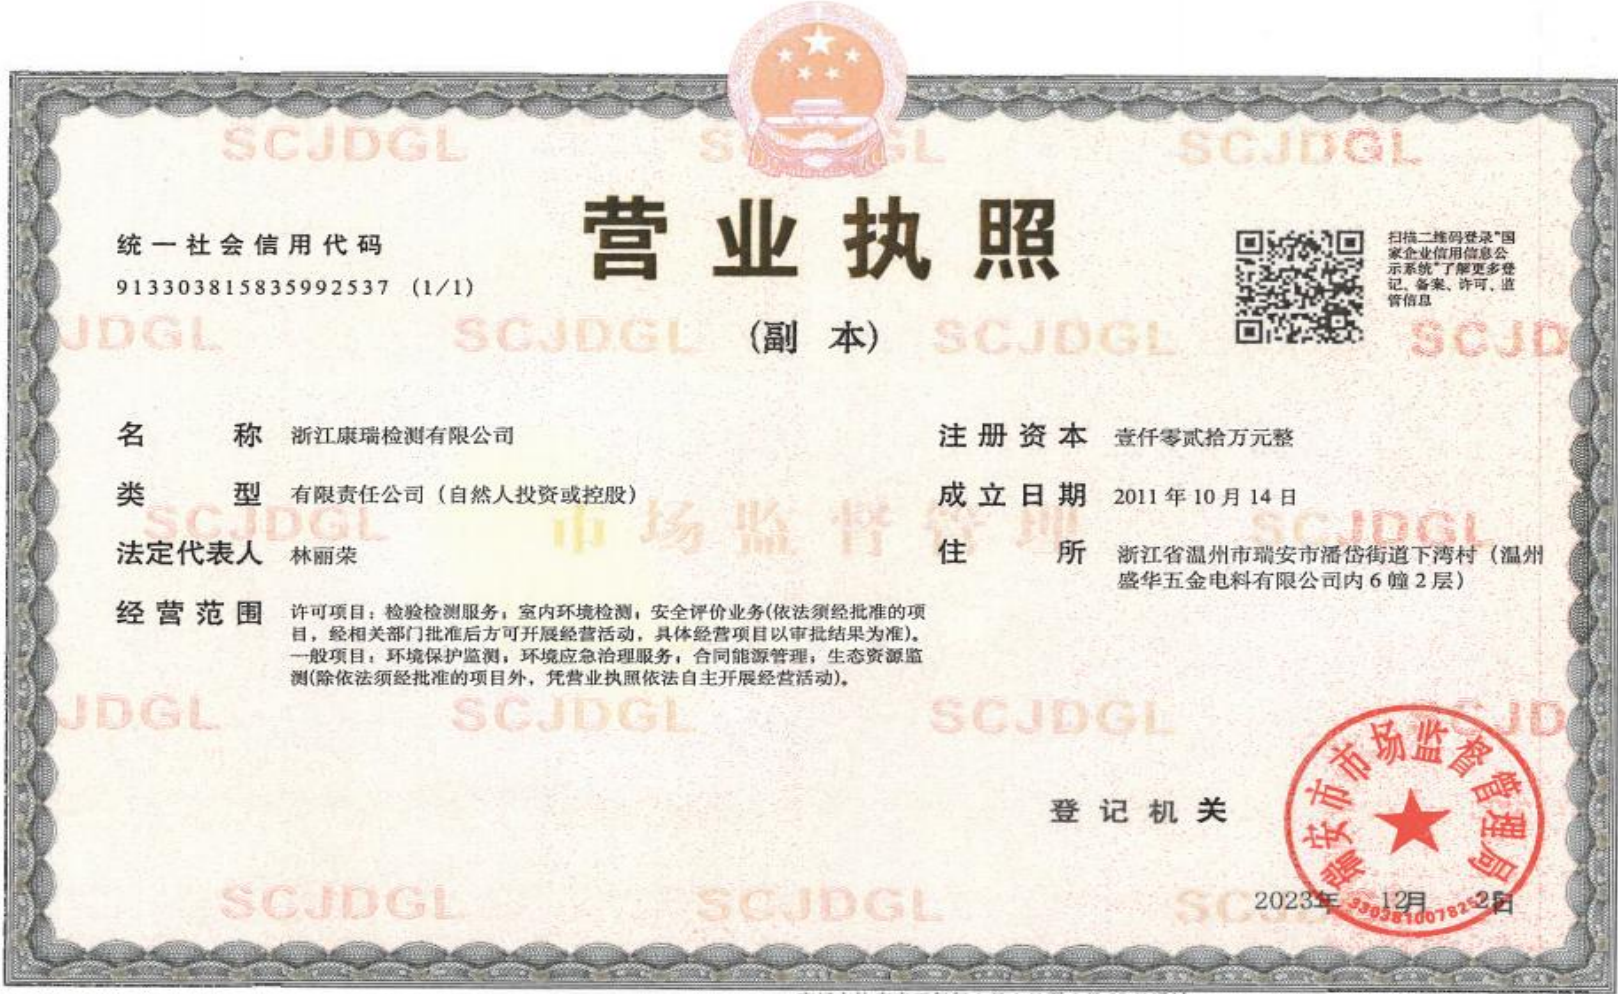 SCJDGL SCJDGL SCJDGL
营业执照
(副 本)
统一社会信用代码
913303815835992537 (1/1)
扫描二维码登录"国
家企业信用信息公
示系统"了解更多登
记、备案、许可、监
管信息
JDGL SCJDGL SCJDGL SCJD
名 称 浙江康瑞检测有限公司
类 型 有限责任公司（自然人投资或控股）
法定代表人 林丽荣
经营范围 许可项目：检验检测服务；室内环境检测；安全评价业务(依法须经批准的项
目，经相关部门批准后方可开展经营活动，具体经营项目以审批结果为准)。
一般项目：环境保护监测；环境应急治理服务；合同能源管理；生态资源监
测(除依法须经批准的项目外，凭营业执照依法自主开展经营活动)。
注册资本 壹仟零贰拾万元整
成立日期 2011年10月14日
住 所 浙江省温州市瑞安市潘岱街道下湾村（温州
盛华五金电料有限公司内6幢2层）
SCJDGL 市场监督管理 SCJDGL
JDGL SCJDGL SCJDGL SCJD
登记机关
瑞安市市场监督管理局
2023年 12月 日
SCJDGL SCJDGL SC